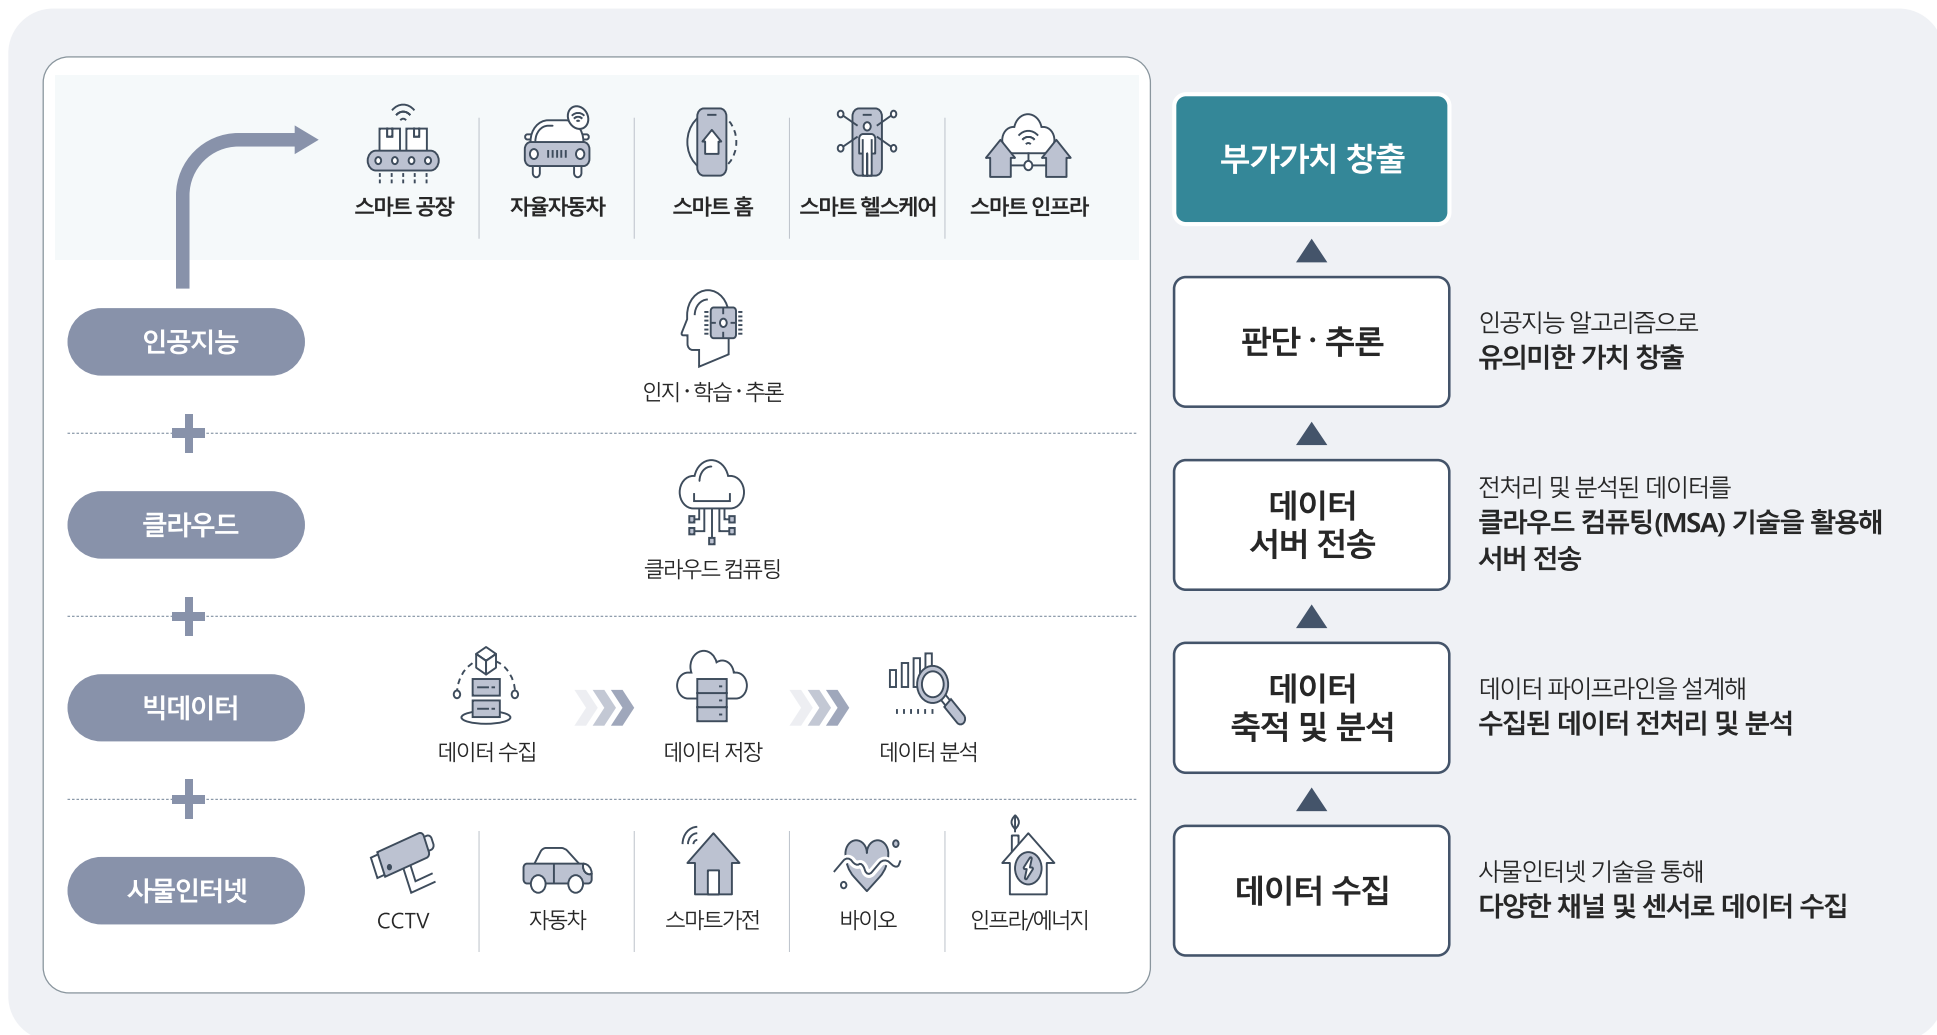 스마트 공장
자율자동차
스마트 홈
스마트 헬스케어
스마트 인프라
부가가치 창출
인공지능
인지 · 학습 · 추론
판단 · 추론
인공지능 알고리즘으로
유의미한 가치 창출
클라우드
클라우드 컴퓨팅
데이터
서버 전송
전처리 및 분석된 데이터를
클라우드 컴퓨팅(MSA) 기술을 활용해
서버 전송
빅데이터
데이터 수집
데이터 저장
데이터 분석
데이터
축적 및 분석
데이터 파이프라인을 설계해
수집된 데이터 전처리 및 분석
사물인터넷
CCTV
자동차
스마트가전
바이오
인프라/에너지
데이터 수집
사물인터넷 기술을 통해
다양한 채널 및 센서로 데이터 수집